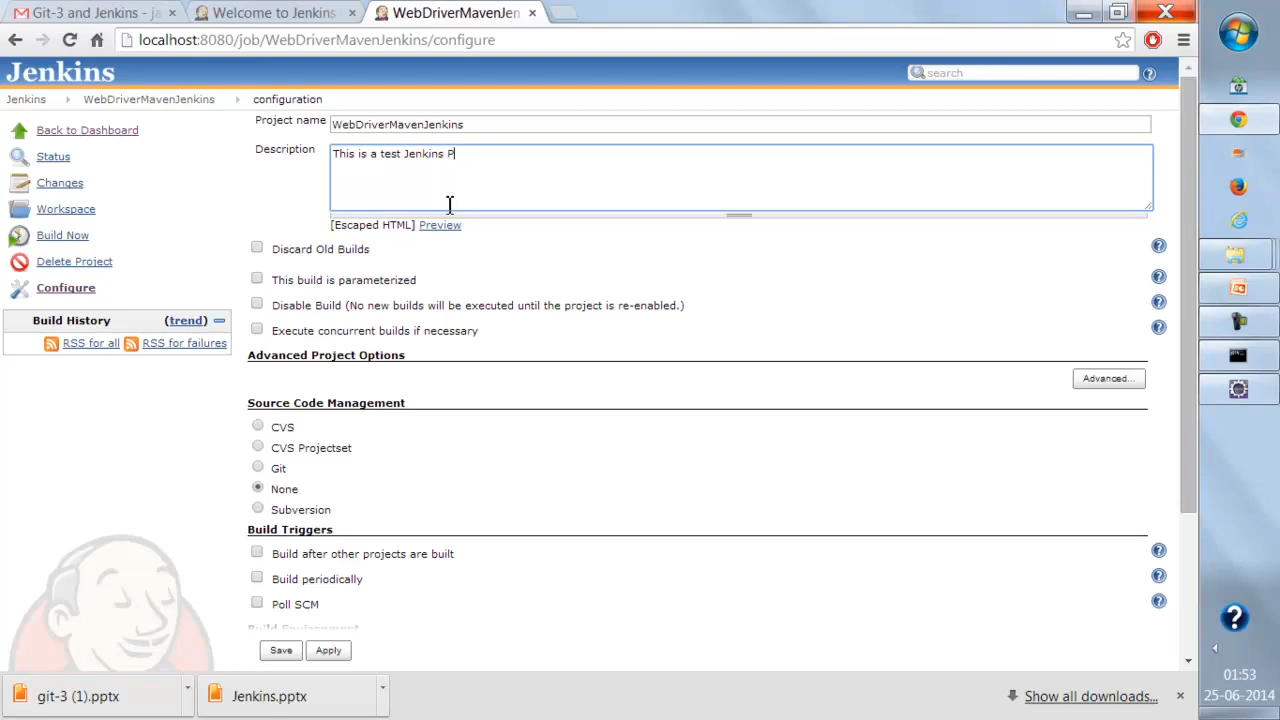 Git-3 and Jenkins - ja
Welcome to Jenkins
WebDriverMavenJen
localhost:8080/job/WebDriverMavenJenkins/configure
Jenkins
search
Jenkins
WebDriverMavenJenkins
configuration
Back to Dashboard
Status
Changes
Workspace
Build Now
Delete Project
Configure
Build History
(trend)
RSS for all
RSS for failures
Project name
WebDriverMavenJenkins
Description
This is a test Jenkins P
[Escaped HTML] Preview
Discard Old Builds
This build is parameterized
Disable Build (No new builds will be executed until the project is re-enabled.)
Execute concurrent builds if necessary
Advanced Project Options
Advanced...
Source Code Management
CVS
CVS Projectset
Git
None
Subversion
Build Triggers
Build after other projects are built
Build periodically
Poll SCM
Build Environment
Save
Apply
git-3 (1).pptx
Jenkins.pptx
Show all downloads...
01:53
25-06-2014